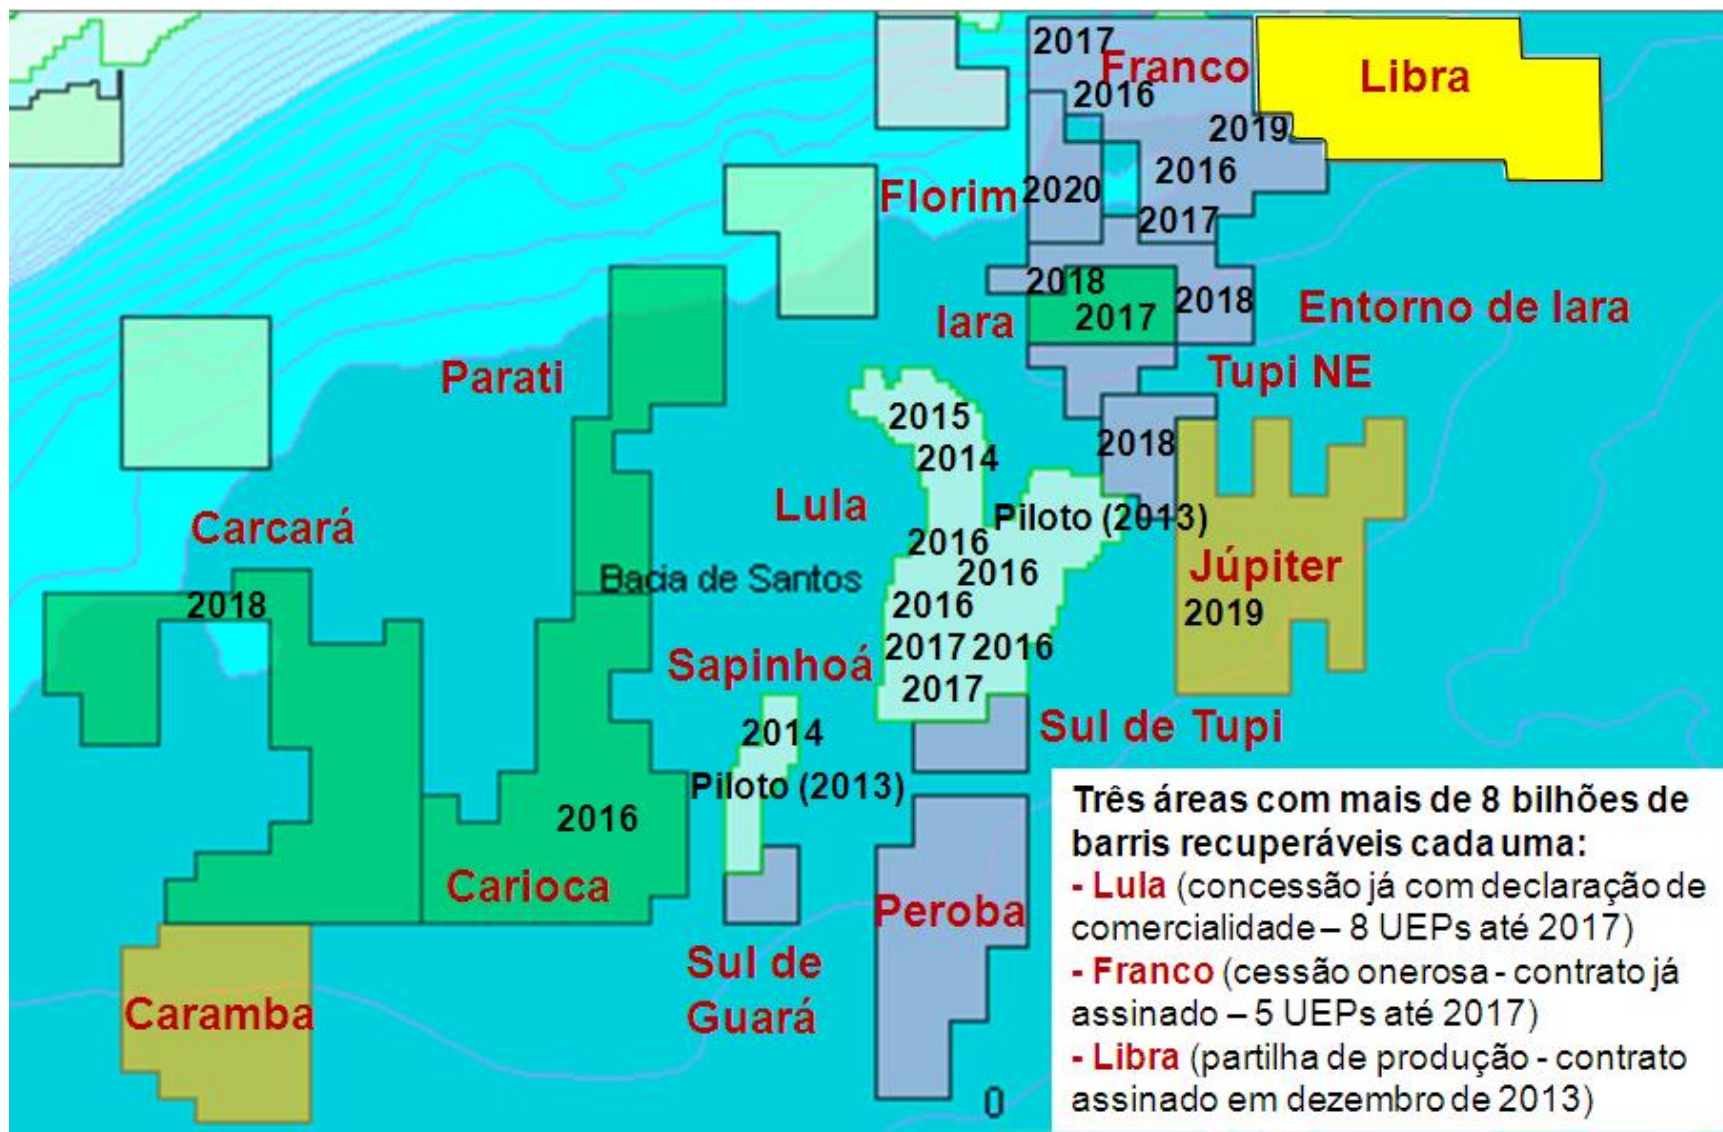 2017
Franco
2016
Libra
2019
2016
Florim
2020
2017
2018
2018
Iara
2017
Entorno de Iara
Parati
Tupi NE
2015
2018
2014
Lula
Piloto (2013)
Carcará
2016
Bacia de Santos
2016
Júpiter
2018
2016
2019
2017
2016
Sapinhoá
2017
2014
Sul de Tupi
Piloto (2013)
2016
Carioca
Peroba
Sul de
Guará
Caramba
0
Três áreas com mais de 8 bilhões de
barris recuperáveis cada uma:
- Lula (concessão já com declaração de
comercialidade – 8 UEPs até 2017)
- Franco (cessão onerosa - contrato já
assinado – 5 UEPs até 2017)
- Libra (partilha de produção - contrato
assinado em dezembro de 2013)